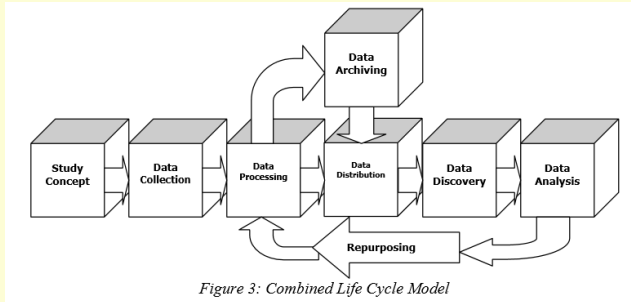 Data
Archiving
Study
Concept
Data
Collection
Data
Processing
Data
Distribution
Data
Discovery
Data
Analysis
Repurposing
Figure 3: Combined Life Cycle Model